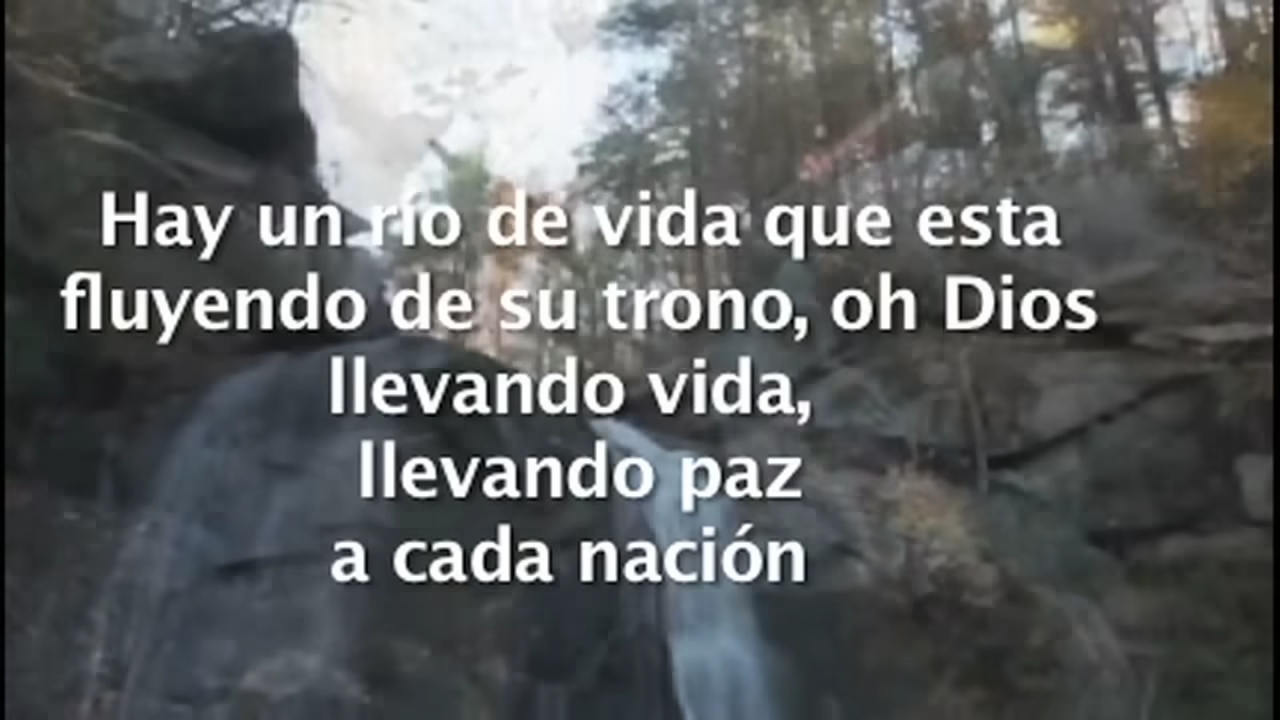 Hay un río de vida que esta
fluyendo de su trono, oh Dios
llevando vida,
llevando paz
a cada nación